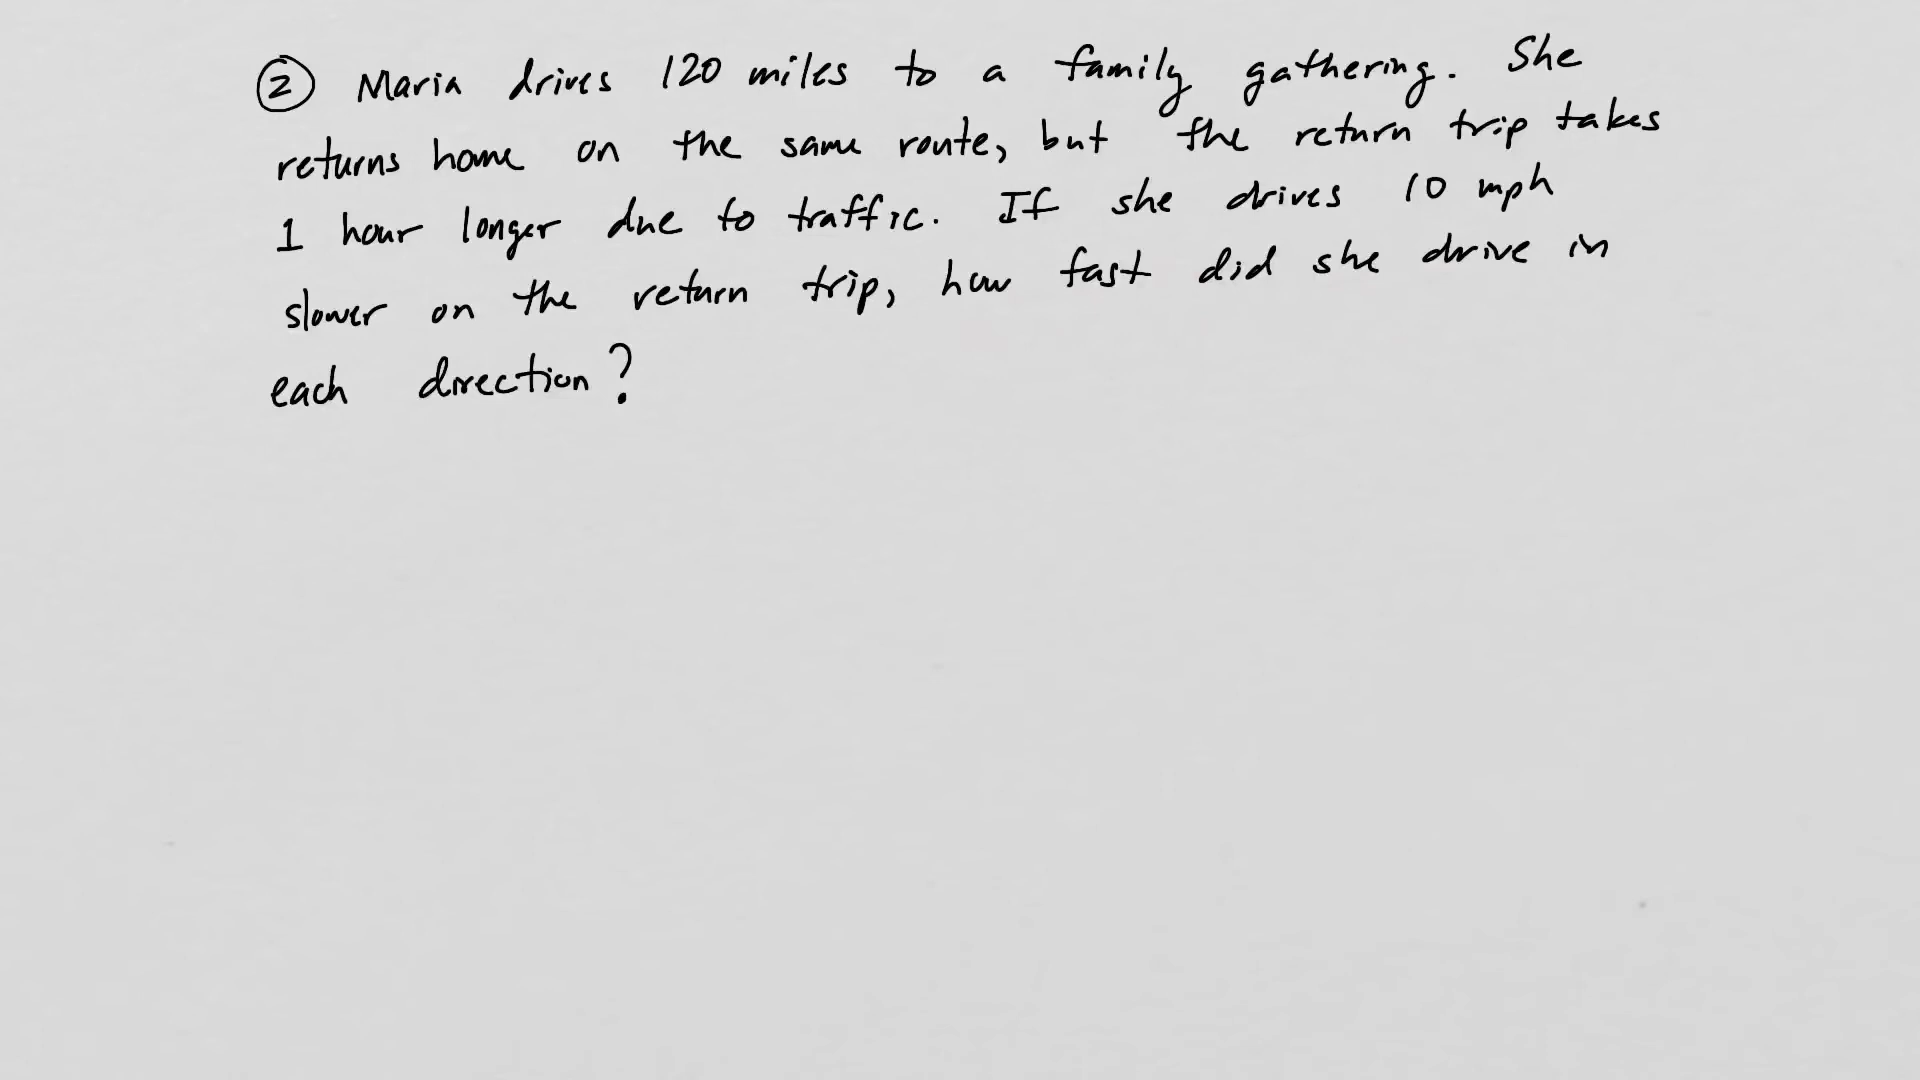 ② Maria drives 120 miles to a family gathering. She
returns home on the same route, but the return trip takes
1 hour longer due to traffic. If she drives 10 mph
slower on the return trip, how fast did she drive in
each direction?